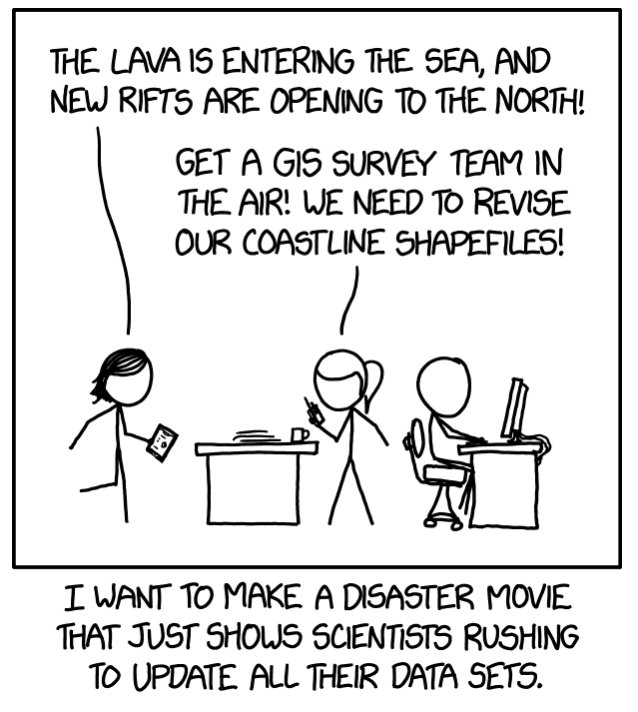 THE LAVA IS ENTERING THE SEA, AND
NEW RIFTS ARE OPENING TO THE NORTH!
GET A GIS SURVEY TEAM IN
THE AIR! WE NEED TO REVISE
OUR COASTLINE SHAPEFILES!
I WANT TO MAKE A DISASTER MOVIE
THAT JUST SHOWS SCIENTISTS RUSHING
TO UPDATE ALL THEIR DATA SETS.